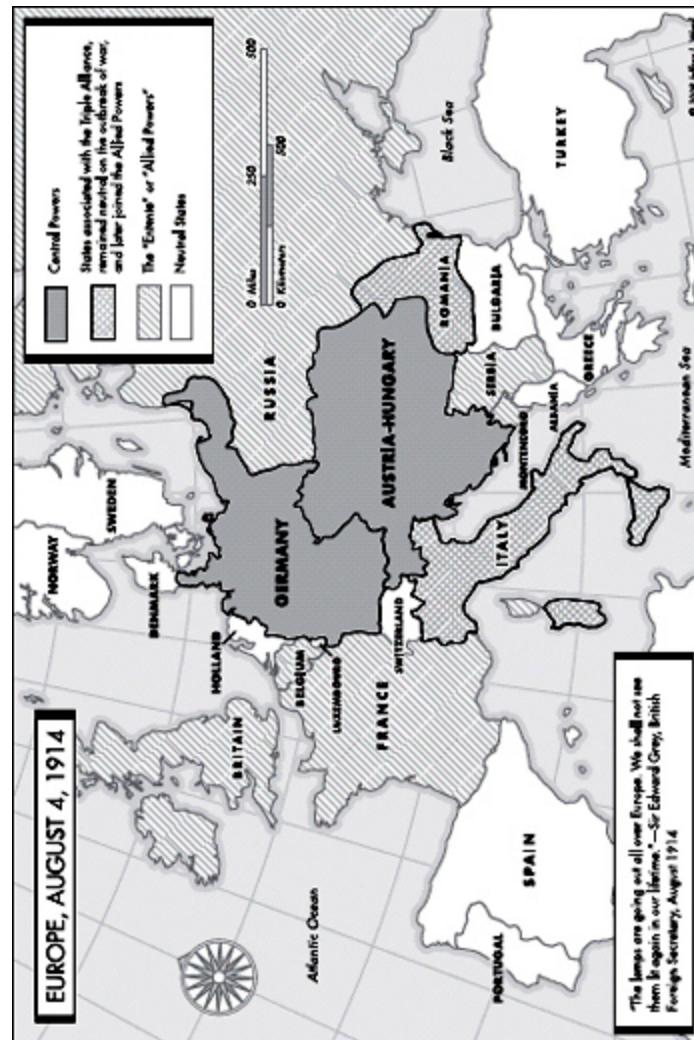 EUROPE, AUGUST 4, 1914
Central Powers
States associated with the Triple Alliance,
remained neutral on the outbreak of war,
and later joined the Allied Powers
The "Entente" or "Allied Powers"
Neutral States
0 Miles 250 500
0 Kilometers 500
NORWAY
SWEDEN
DENMARK
RUSSIA
HOLLAND
BRITAIN
GERMANY
BELGIUM
LUXEMBOURG
Atlantic Ocean
FRANCE
SWITZERLAND
AUSTRIA-HUNGARY
ROMANIA
Black Sea
SERBIA
BULGARIA
MONTENEGRO
ITALY
ALBANIA
GREECE
TURKEY
PORTUGAL
SPAIN
Mediterranean Sea
"The lamps are going out all over Europe. We shall not see
them lit again in our lifetime."—Sir Edward Grey, British
Foreign Secretary, August 1914